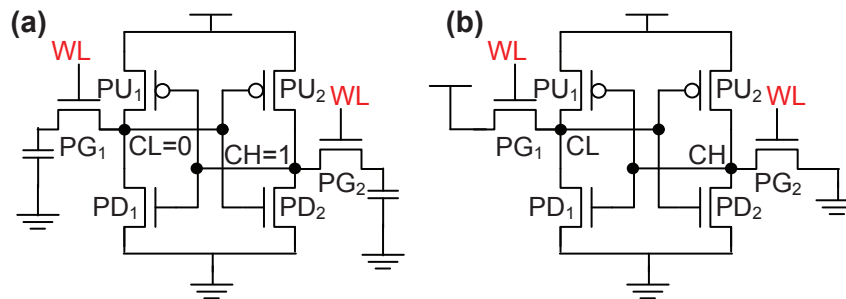 (a)
WL
PU₁
PU₂
WL
CL=0
CH=1
PG₁
PG₂
PD₁
PD₂
(b)
WL
PU₁
PU₂
WL
CL
CH
PG₁
PG₂
PD₁
PD₂